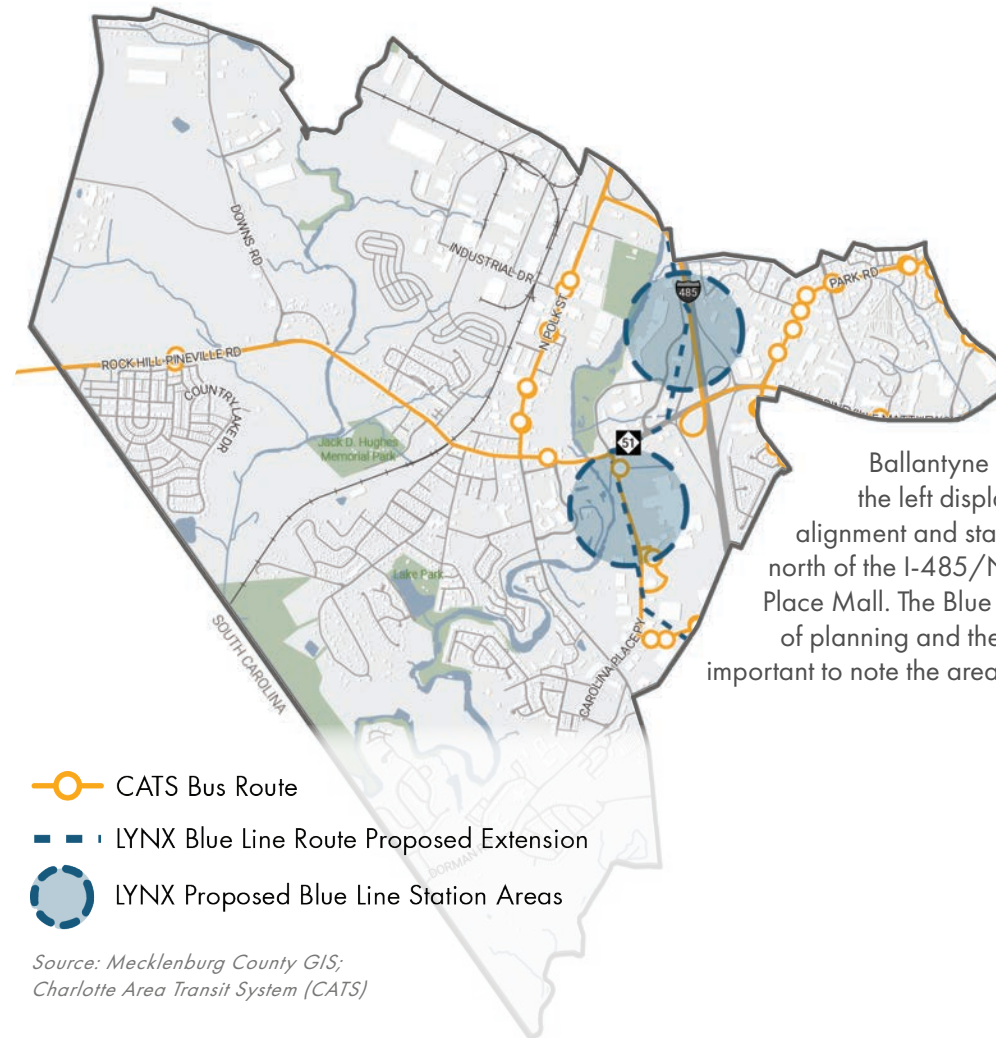 DOWNS RD
INDUSTRIAL DR
N POLK ST
485
PARK RD
ROCK HILL-PINEVILLE RD
COUNTRY LAKE DR
Jack D. Hughes
Memorial Park
51
Lake Park
SOUTH CAROLINA
CAROLINA PLACE PY
Ballantyne
the left displa
alignment and sta
north of the I-485/N
Place Mall. The Blue
of planning and the
important to note the area
CATS Bus Route
LYNX Blue Line Route Proposed Extension
DORMAN
LYNX Proposed Blue Line Station Areas
Source: Mecklenburg County GIS;
Charlotte Area Transit System (CATS)